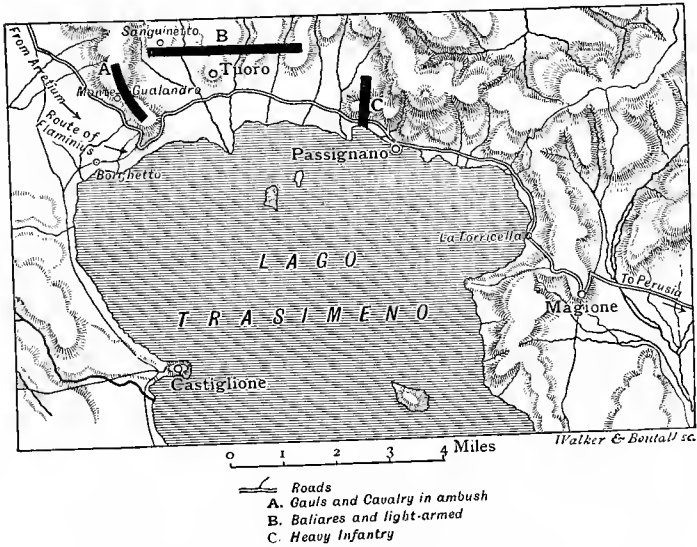 From Arretium
Sanguinetto
B
A
Tuoro
Monte Gualandro
C
Route of
Flaminius
Borghetto
Passignano
La Torricella
LAGO
TRASIMENO
To Perusia
Magione
Castiglione
Walker & Boutall sc.
0 1 2 3 4 Miles
Roads
A. Gauls and Cavalry in ambush
B. Baliares and light-armed
C. Heavy Infantry